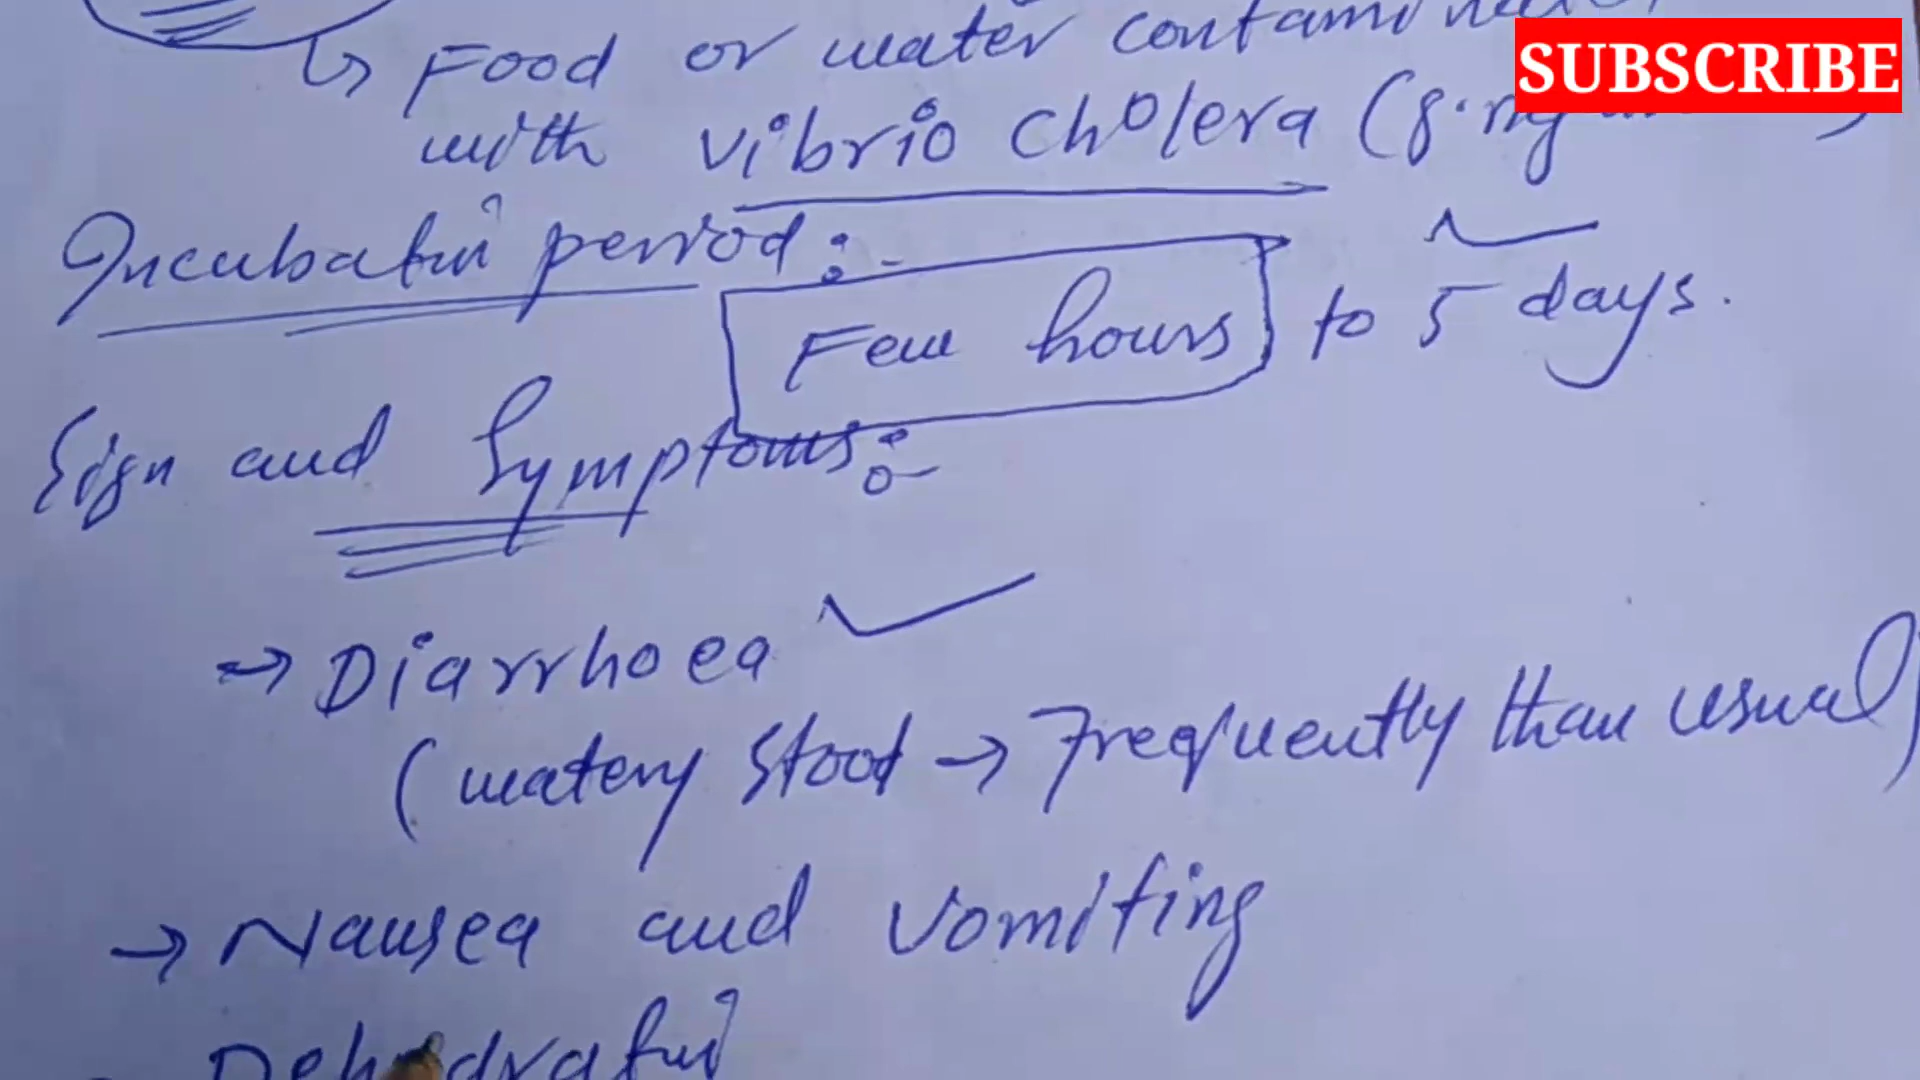 ↳ Food or water
SUBSCRIBE
with Vibrio Cholera
Incubation period :-
Few hours to 5 days.
Sign and Symptoms:-
→ Diarrhoea
(watery stool → Frequently than usual)
→ Nausea and vomiting
Dehydration